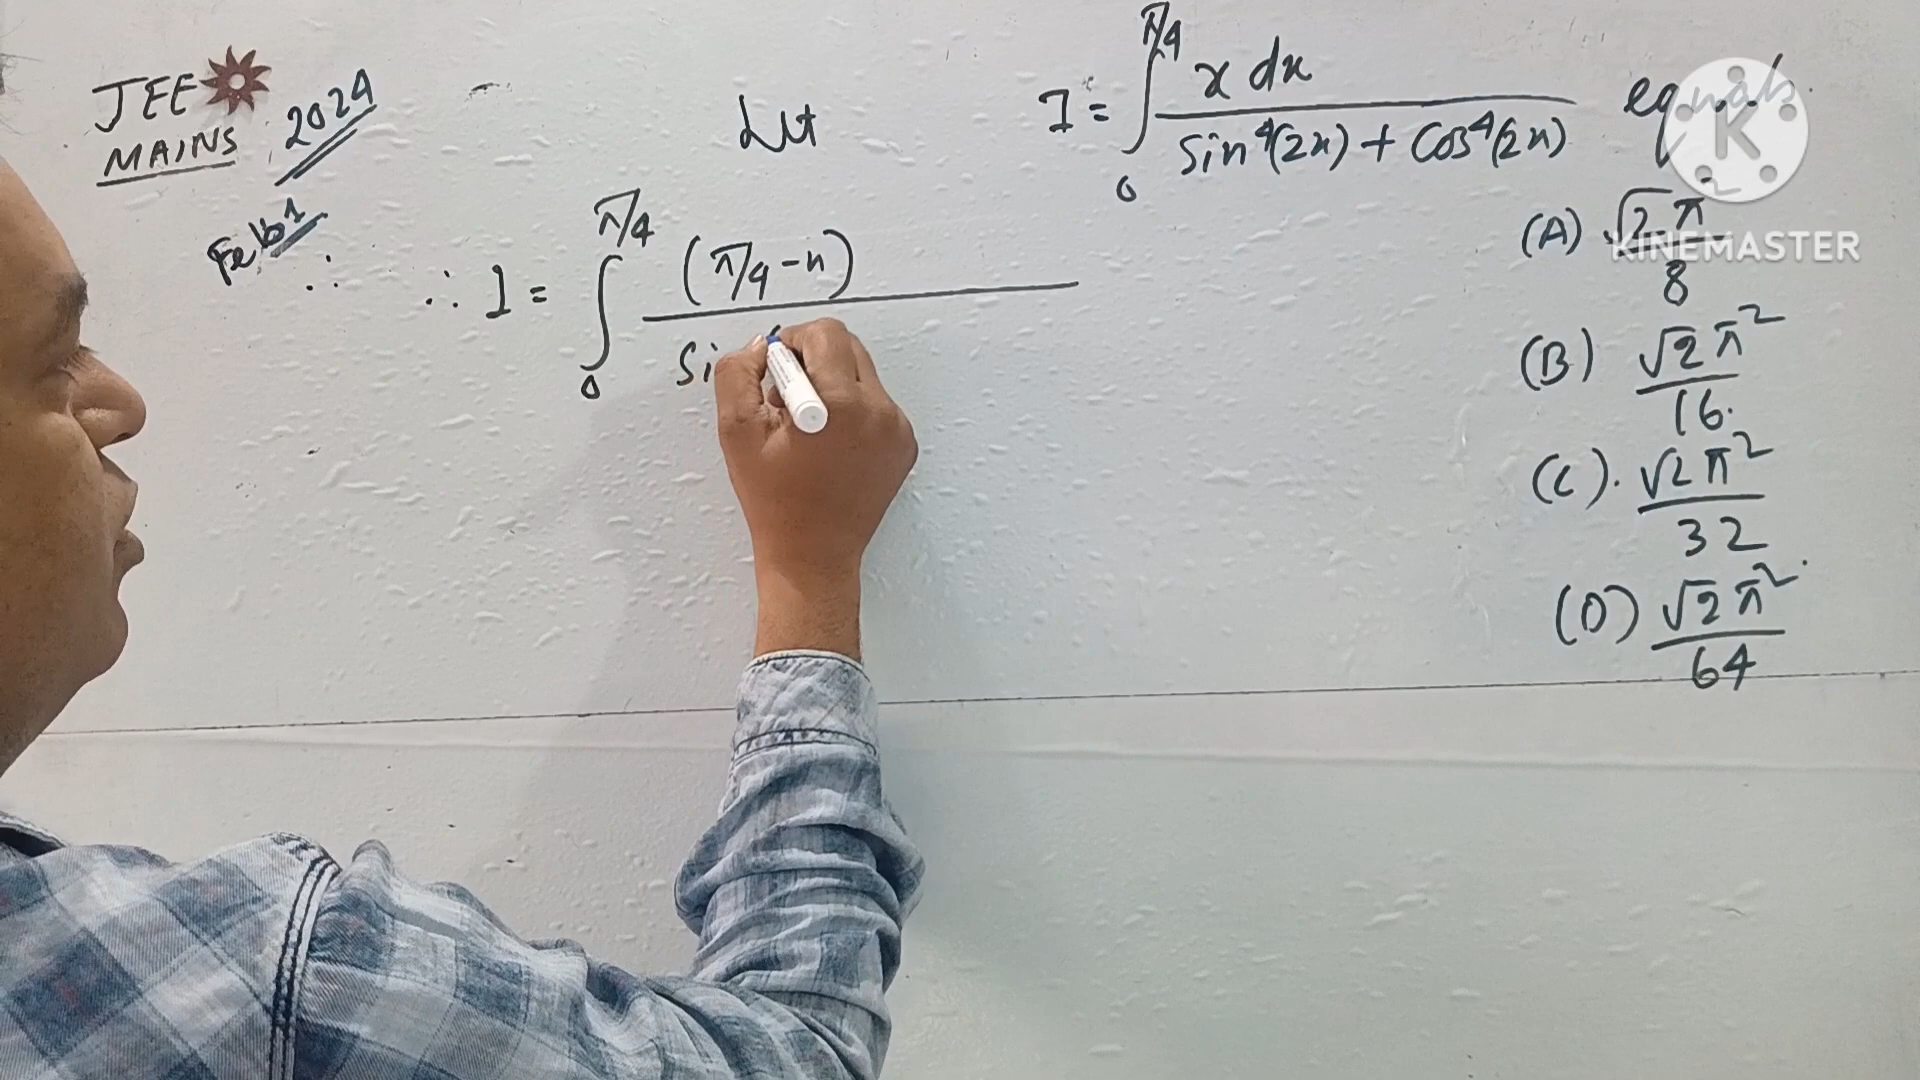 JEE MAINS 2024
Feb 1
Let I = ∫₀^(π/4) x dx / (Sin⁴(2x) + Cos⁴(2x)) equals
∴ ∴ I = ∫₀^(π/4) (π/4 - x) / Si
(A) √2 π² / 8
(B) √2 π² / 16.
(C). √2 π² / 32
(D) √2 π² / 64
K
KINEMASTER